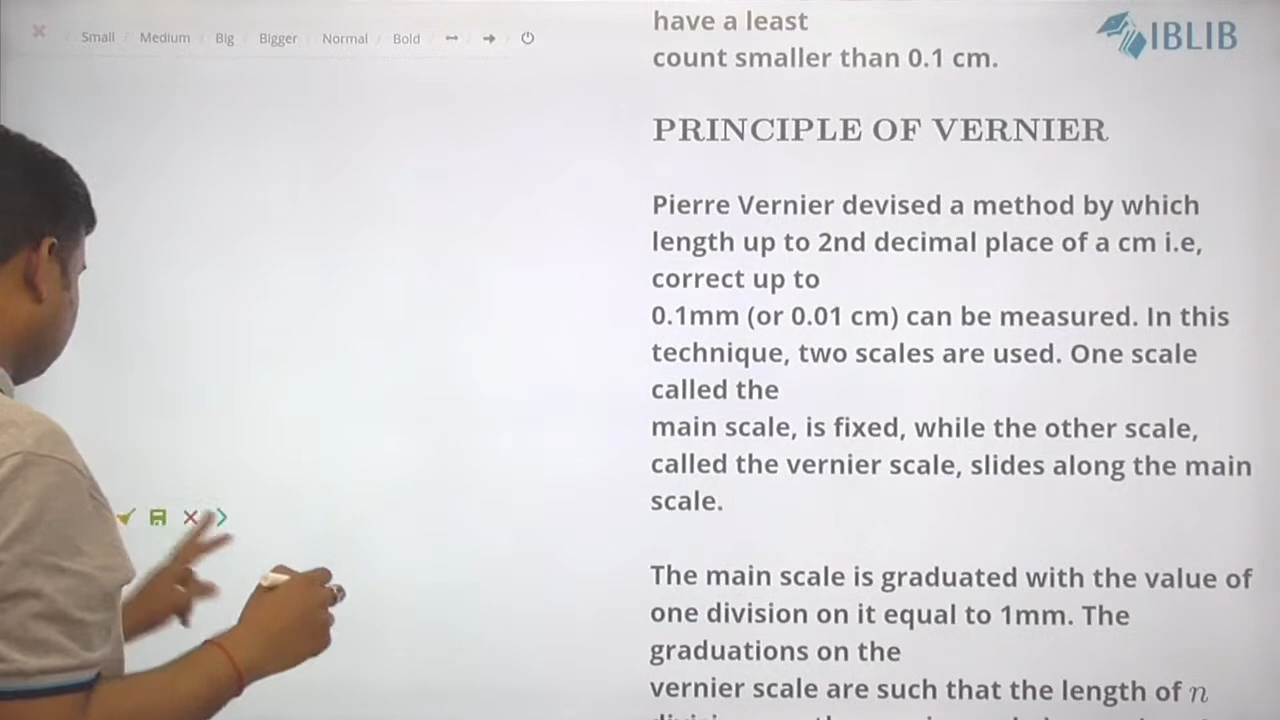 Small / Medium / Big / Bigger / Normal / Bold
IBLIB
have a least
count smaller than 0.1 cm.
PRINCIPLE OF VERNIER
Pierre Vernier devised a method by which
length up to 2nd decimal place of a cm i.e,
correct up to
0.1mm (or 0.01 cm) can be measured. In this
technique, two scales are used. One scale
called the
main scale, is fixed, while the other scale,
called the vernier scale, slides along the main
scale.
The main scale is graduated with the value of
one division on it equal to 1mm. The
graduations on the
vernier scale are such that the length of n